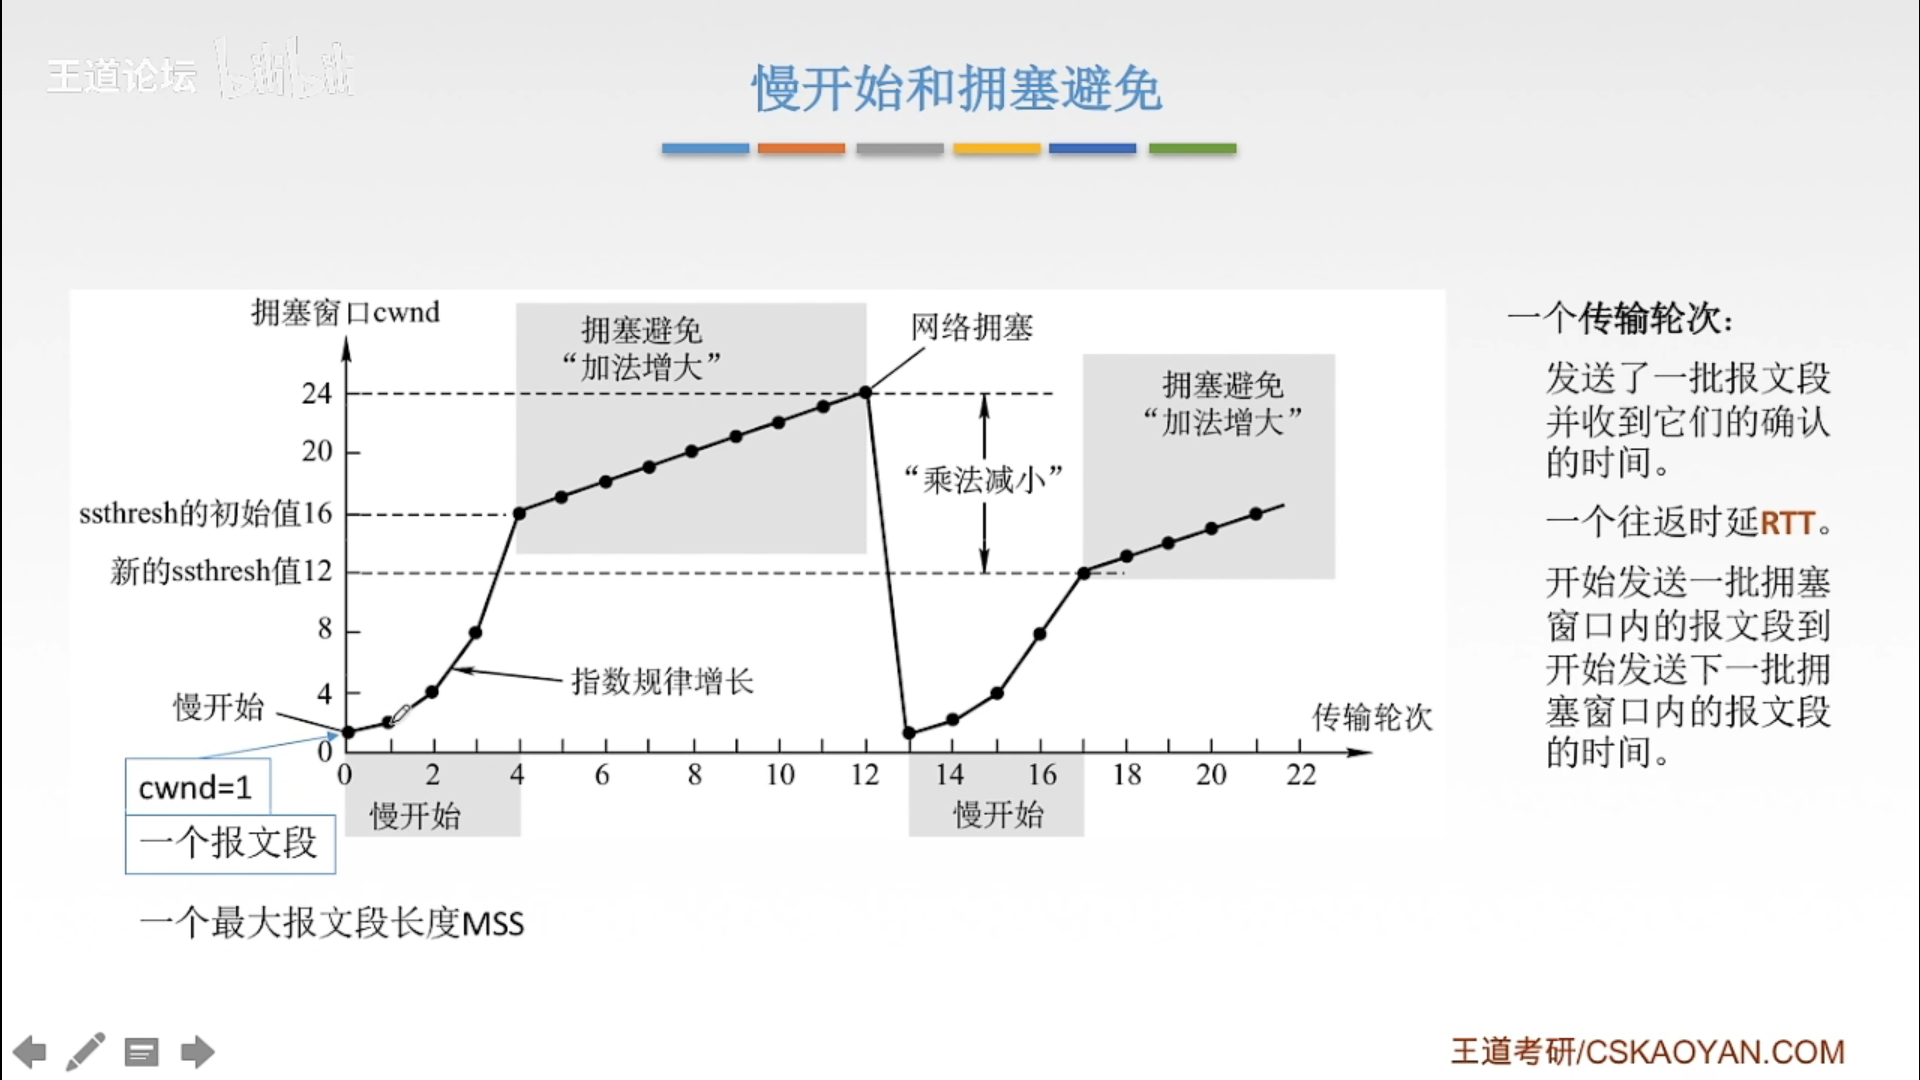 王道论坛 bilibili
慢开始和拥塞避免
拥塞窗口cwnd
拥塞避免
“加法增大”
网络拥塞
拥塞避免
“加法增大”
24
20
“乘法减小”
ssthresh的初始值16
新的ssthresh值12
8
4
0
指数规律增长
慢开始
传输轮次
0 2 4 6 8 10 12 14 16 18 20 22
cwnd=1
慢开始
慢开始
一个报文段
一个最大报文段长度MSS
一个传输轮次：
发送了一批报文段
并收到它们的确认
的时间。
一个往返时延RTT。
开始发送一批拥塞
窗口内的报文段到
开始发送下一批拥
塞窗口内的报文段
的时间。
王道考研/CSKAOYAN.COM